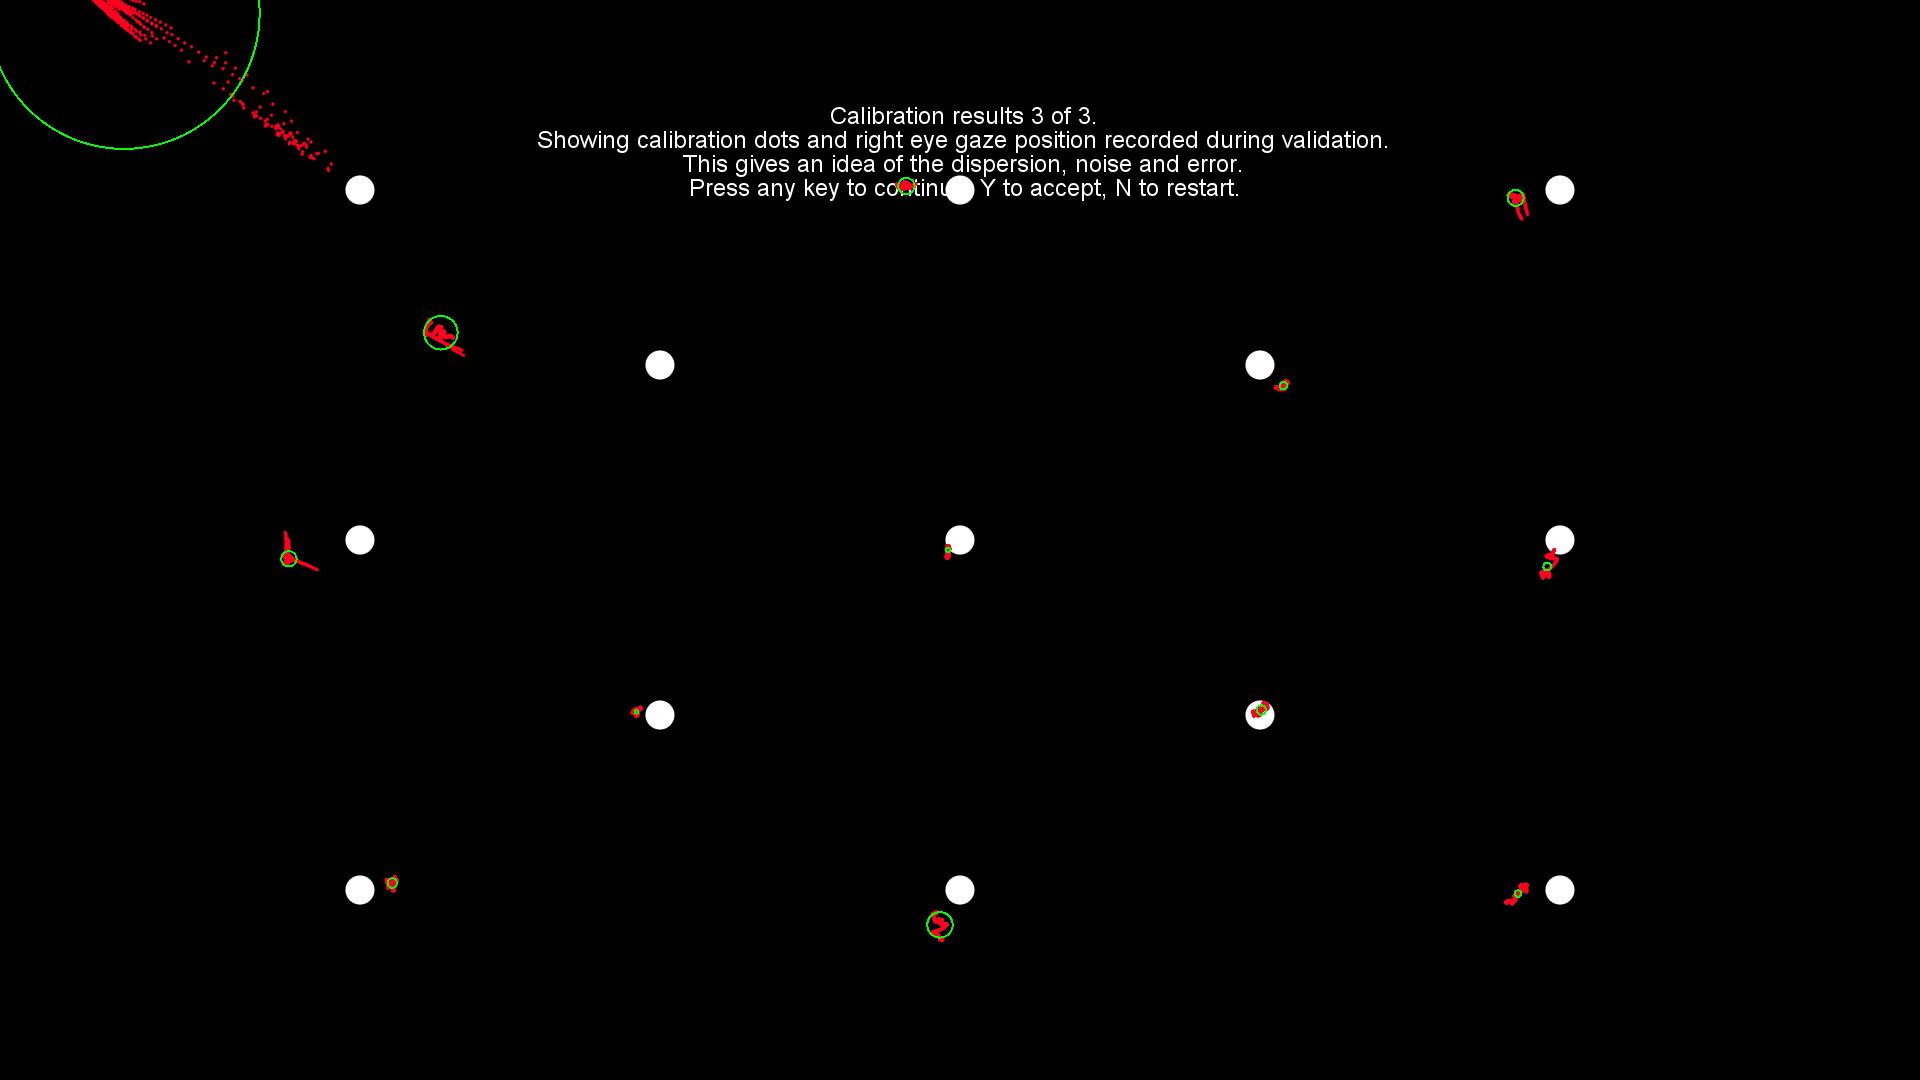 Calibration results 3 of 3.
Showing calibration dots and right eye gaze position recorded during validation.
This gives an idea of the dispersion, noise and error.
Press any key to continue, Y to accept, N to restart.